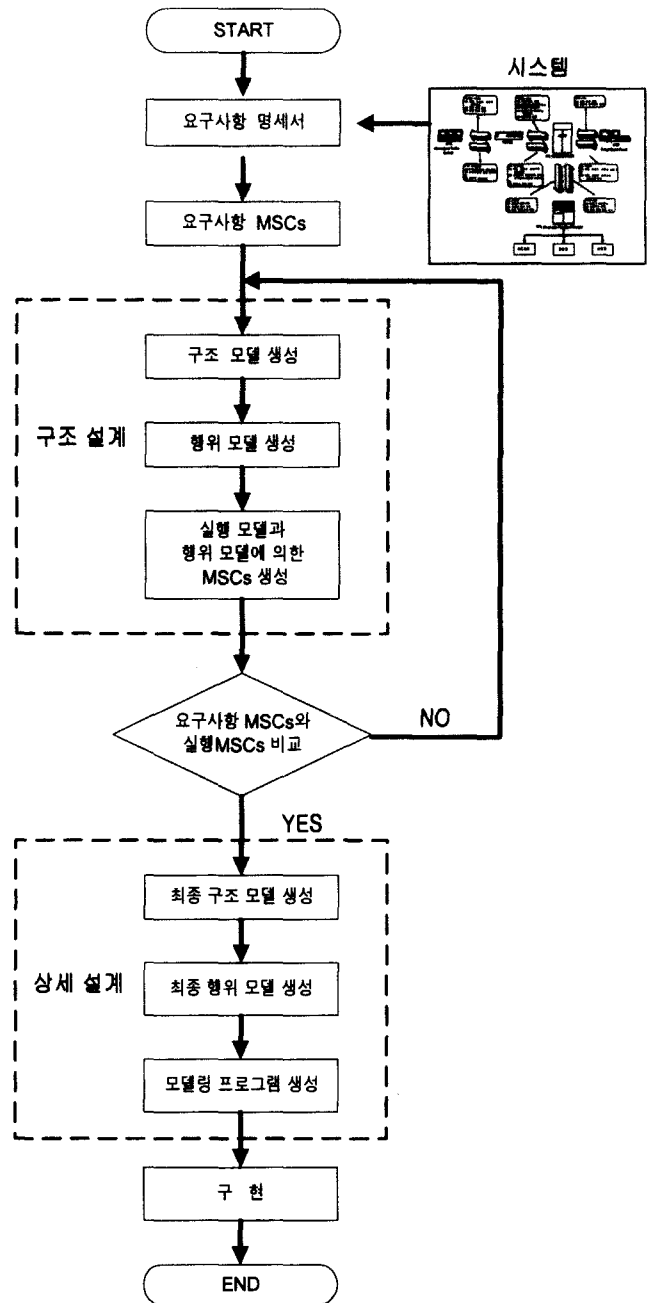 START
시스템
요구사항 명세서
요구사항 MSCs
구조 모델 생성
구조 설계
행위 모델 생성
실행 모델과
행위 모델에 의한
MSCs 생성
요구사항 MSCs와
실행MSCs 비교
NO
YES
최종 구조 모델 생성
상세 설계
최종 행위 모델 생성
모델링 프로그램 생성
구 현
END